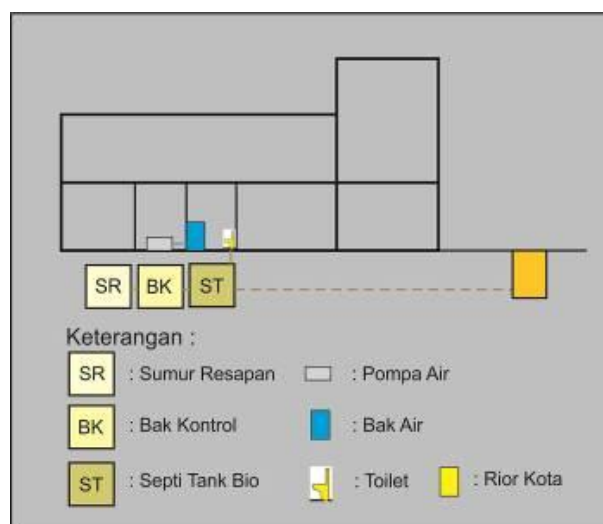 SR BK ST
Keterangan :
SR : Sumur Resapan : Pompa Air
BK : Bak Kontrol : Bak Air
ST : Septi Tank Bio : Toilet : Rior Kota